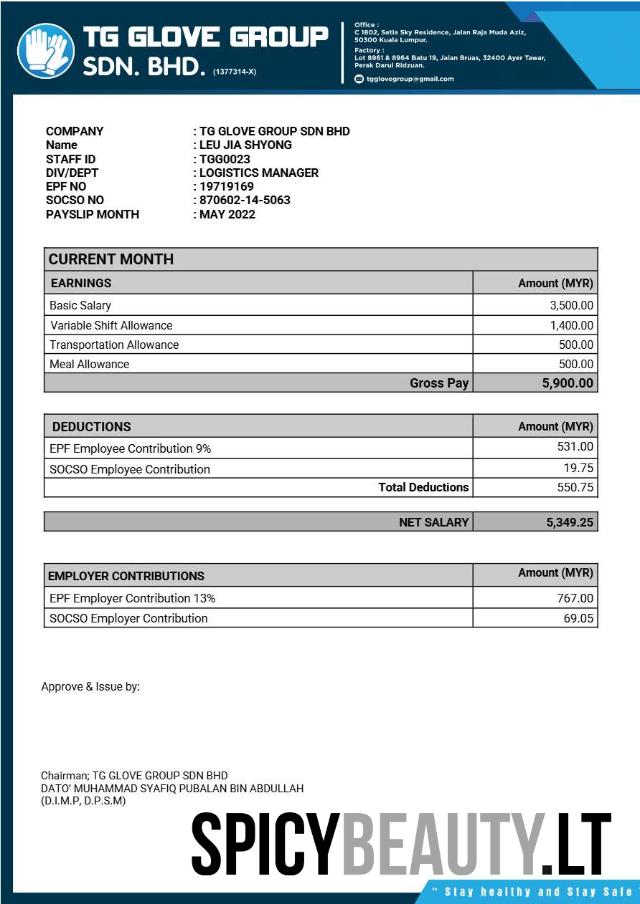 TG GLOVE GROUP
SDN. BHD. (1377314-X)
Office :
C 1802, Setia Sky Residence, Jalan Raja Muda Aziz,
50300 Kuala Lumpur.
Factory :
Lot 8961 & 8964 Batu 19, Jalan Bruas, 32400 Ayer Tawar,
Perak Darul Ridzuan.
tgglovegroup@gmail.com
COMPANY : TG GLOVE GROUP SDN BHD
Name : LEU JIA SHYONG
STAFF ID : TGG0023
DIV/DEPT : LOGISTICS MANAGER
EPF NO : 19719169
SOCSO NO : 870602-14-5063
PAYSLIP MONTH : MAY 2022
CURRENT MONTH
EARNINGS Amount (MYR)
Basic Salary 3,500.00
Variable Shift Allowance 1,400.00
Transportation Allowance 500.00
Meal Allowance 500.00
Gross Pay 5,900.00
DEDUCTIONS Amount (MYR)
EPF Employee Contribution 9% 531.00
SOCSO Employee Contribution 19.75
Total Deductions 550.75
NET SALARY 5,349.25
EMPLOYER CONTRIBUTIONS Amount (MYR)
EPF Employer Contribution 13% 767.00
SOCSO Employer Contribution 69.05
Approve & Issue by:
Chairman; TG GLOVE GROUP SDN BHD
DATO' MUHAMMAD SYAFIQ PUBALAN BIN ABDULLAH
(D.I.M.P, D.P.S.M)
SPICYBEAUTY.LT
" Stay healthy and Stay Safe "